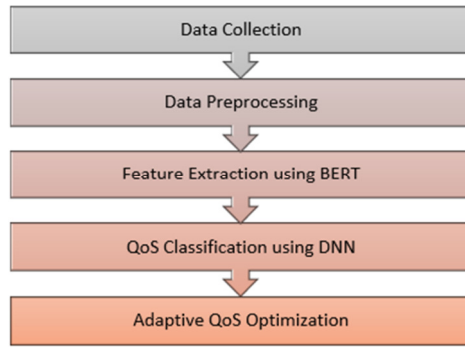 Data Collection
Data Preprocessing
Feature Extraction using BERT
QoS Classification using DNN
Adaptive QoS Optimization